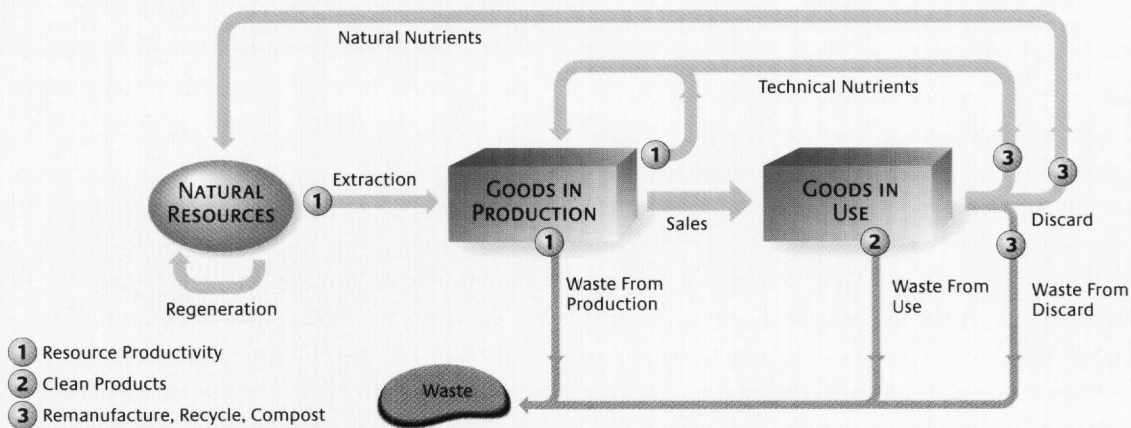 Natural Nutrients
Technical Nutrients
1
3
3
NATURAL
RESOURCES
1
Extraction
GOODS IN
PRODUCTION
Sales
GOODS IN
USE
Discard
1
2
3
Regeneration
Waste From
Production
Waste From
Use
Waste From
Discard
1 Resource Productivity
2 Clean Products
3 Remanufacture, Recycle, Compost
Waste